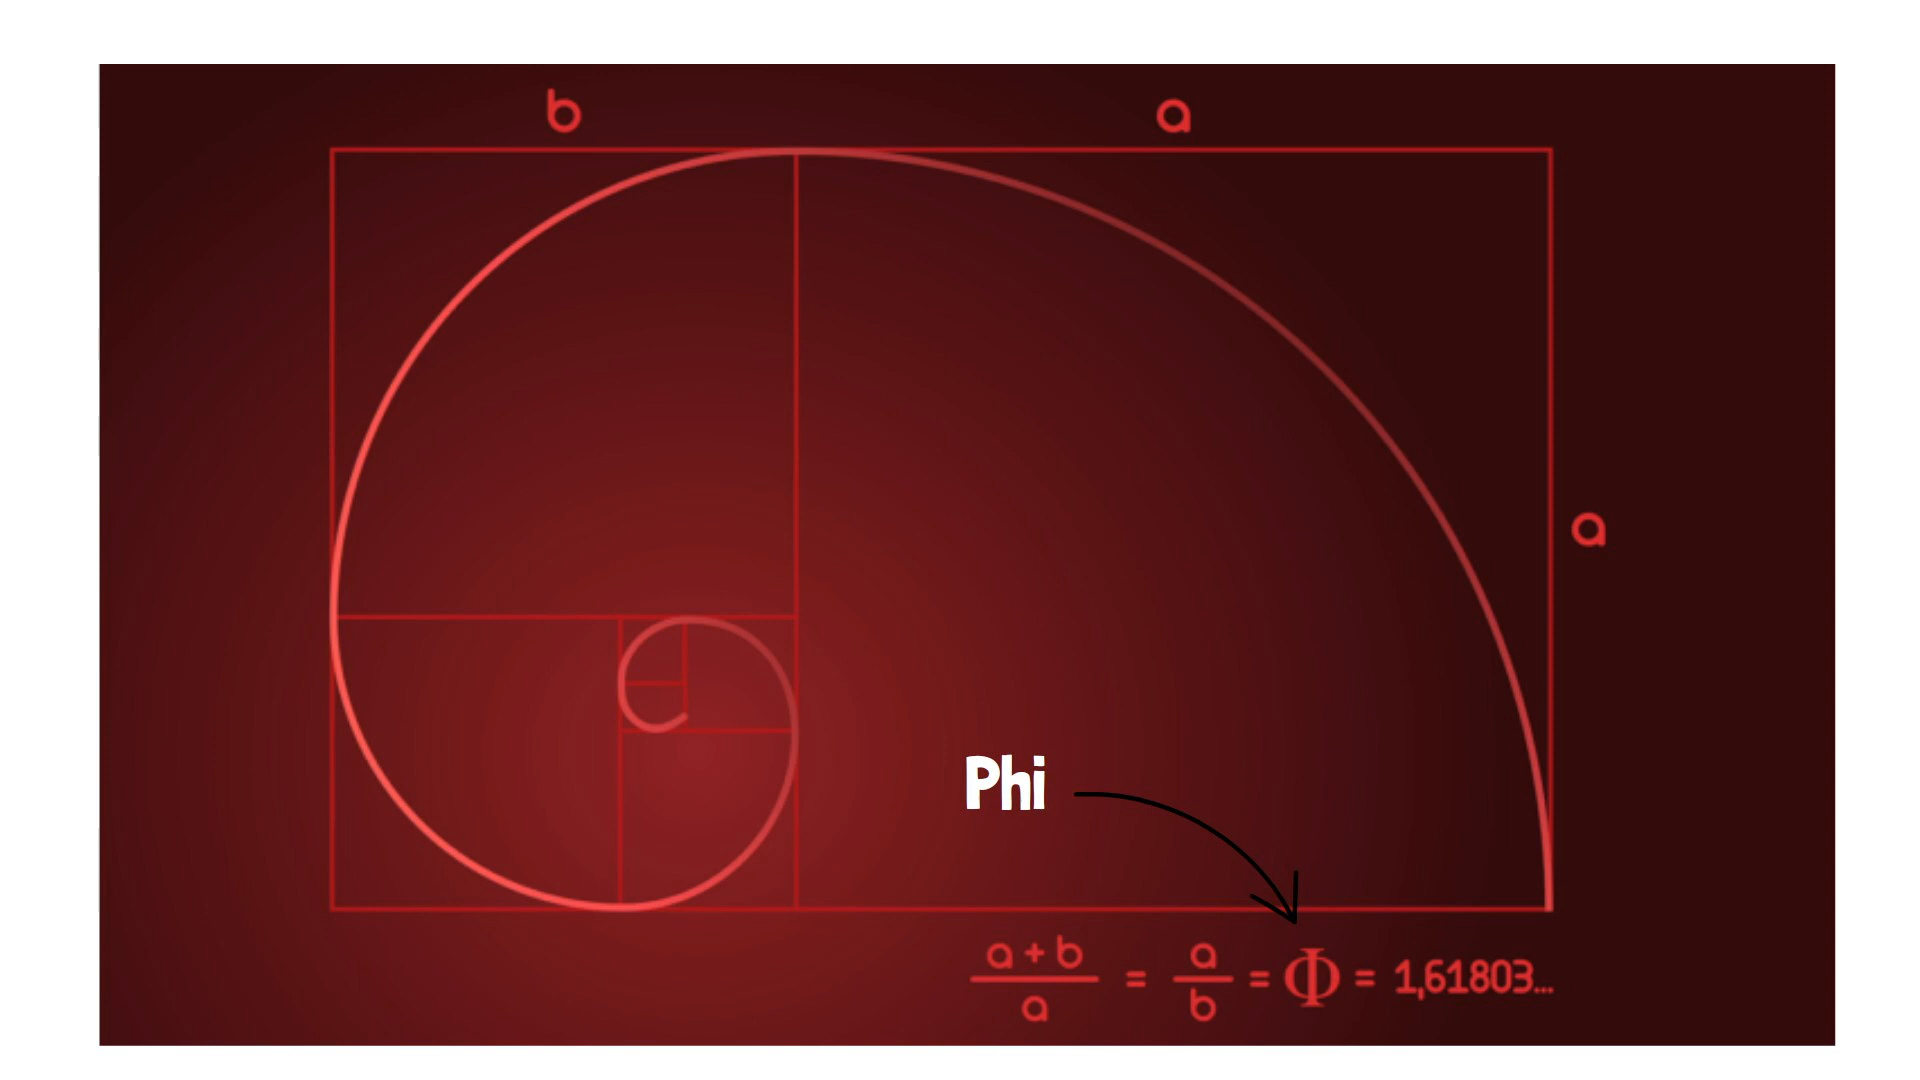 b a
a
Phi
a + b / a = a / b = Φ = 1,61803...